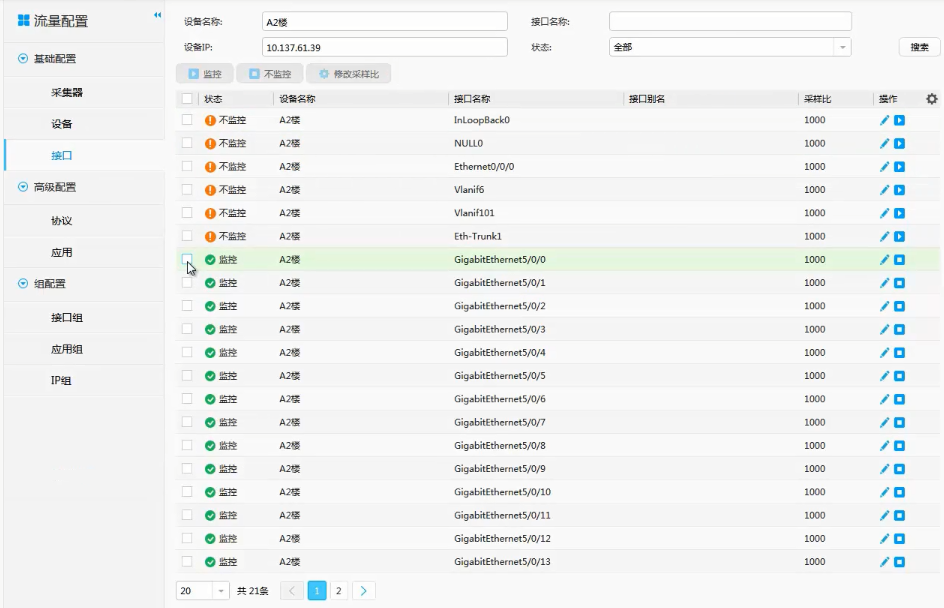 流量配置
基础配置
采集器
设备
接口
高级配置
协议
应用
组配置
接口组
应用组
IP组
设备名称: A2楼 接口名称:
设备IP: 10.137.61.39 状态: 全部 搜索
监控 不监控 修改采样比
状态 设备名称 接口名称 接口别名 采样比 操作
不监控 A2楼 InLoopBack0 1000
不监控 A2楼 NULL0 1000
不监控 A2楼 Ethernet0/0/0 1000
不监控 A2楼 Vlanif6 1000
不监控 A2楼 Vlanif101 1000
不监控 A2楼 Eth-Trunk1 1000
监控 A2楼 GigabitEthernet5/0/0 1000
监控 A2楼 GigabitEthernet5/0/1 1000
监控 A2楼 GigabitEthernet5/0/2 1000
监控 A2楼 GigabitEthernet5/0/3 1000
监控 A2楼 GigabitEthernet5/0/4 1000
监控 A2楼 GigabitEthernet5/0/5 1000
监控 A2楼 GigabitEthernet5/0/6 1000
监控 A2楼 GigabitEthernet5/0/7 1000
监控 A2楼 GigabitEthernet5/0/8 1000
监控 A2楼 GigabitEthernet5/0/9 1000
监控 A2楼 GigabitEthernet5/0/10 1000
监控 A2楼 GigabitEthernet5/0/11 1000
监控 A2楼 GigabitEthernet5/0/12 1000
监控 A2楼 GigabitEthernet5/0/13 1000
20 共 21条 1 2